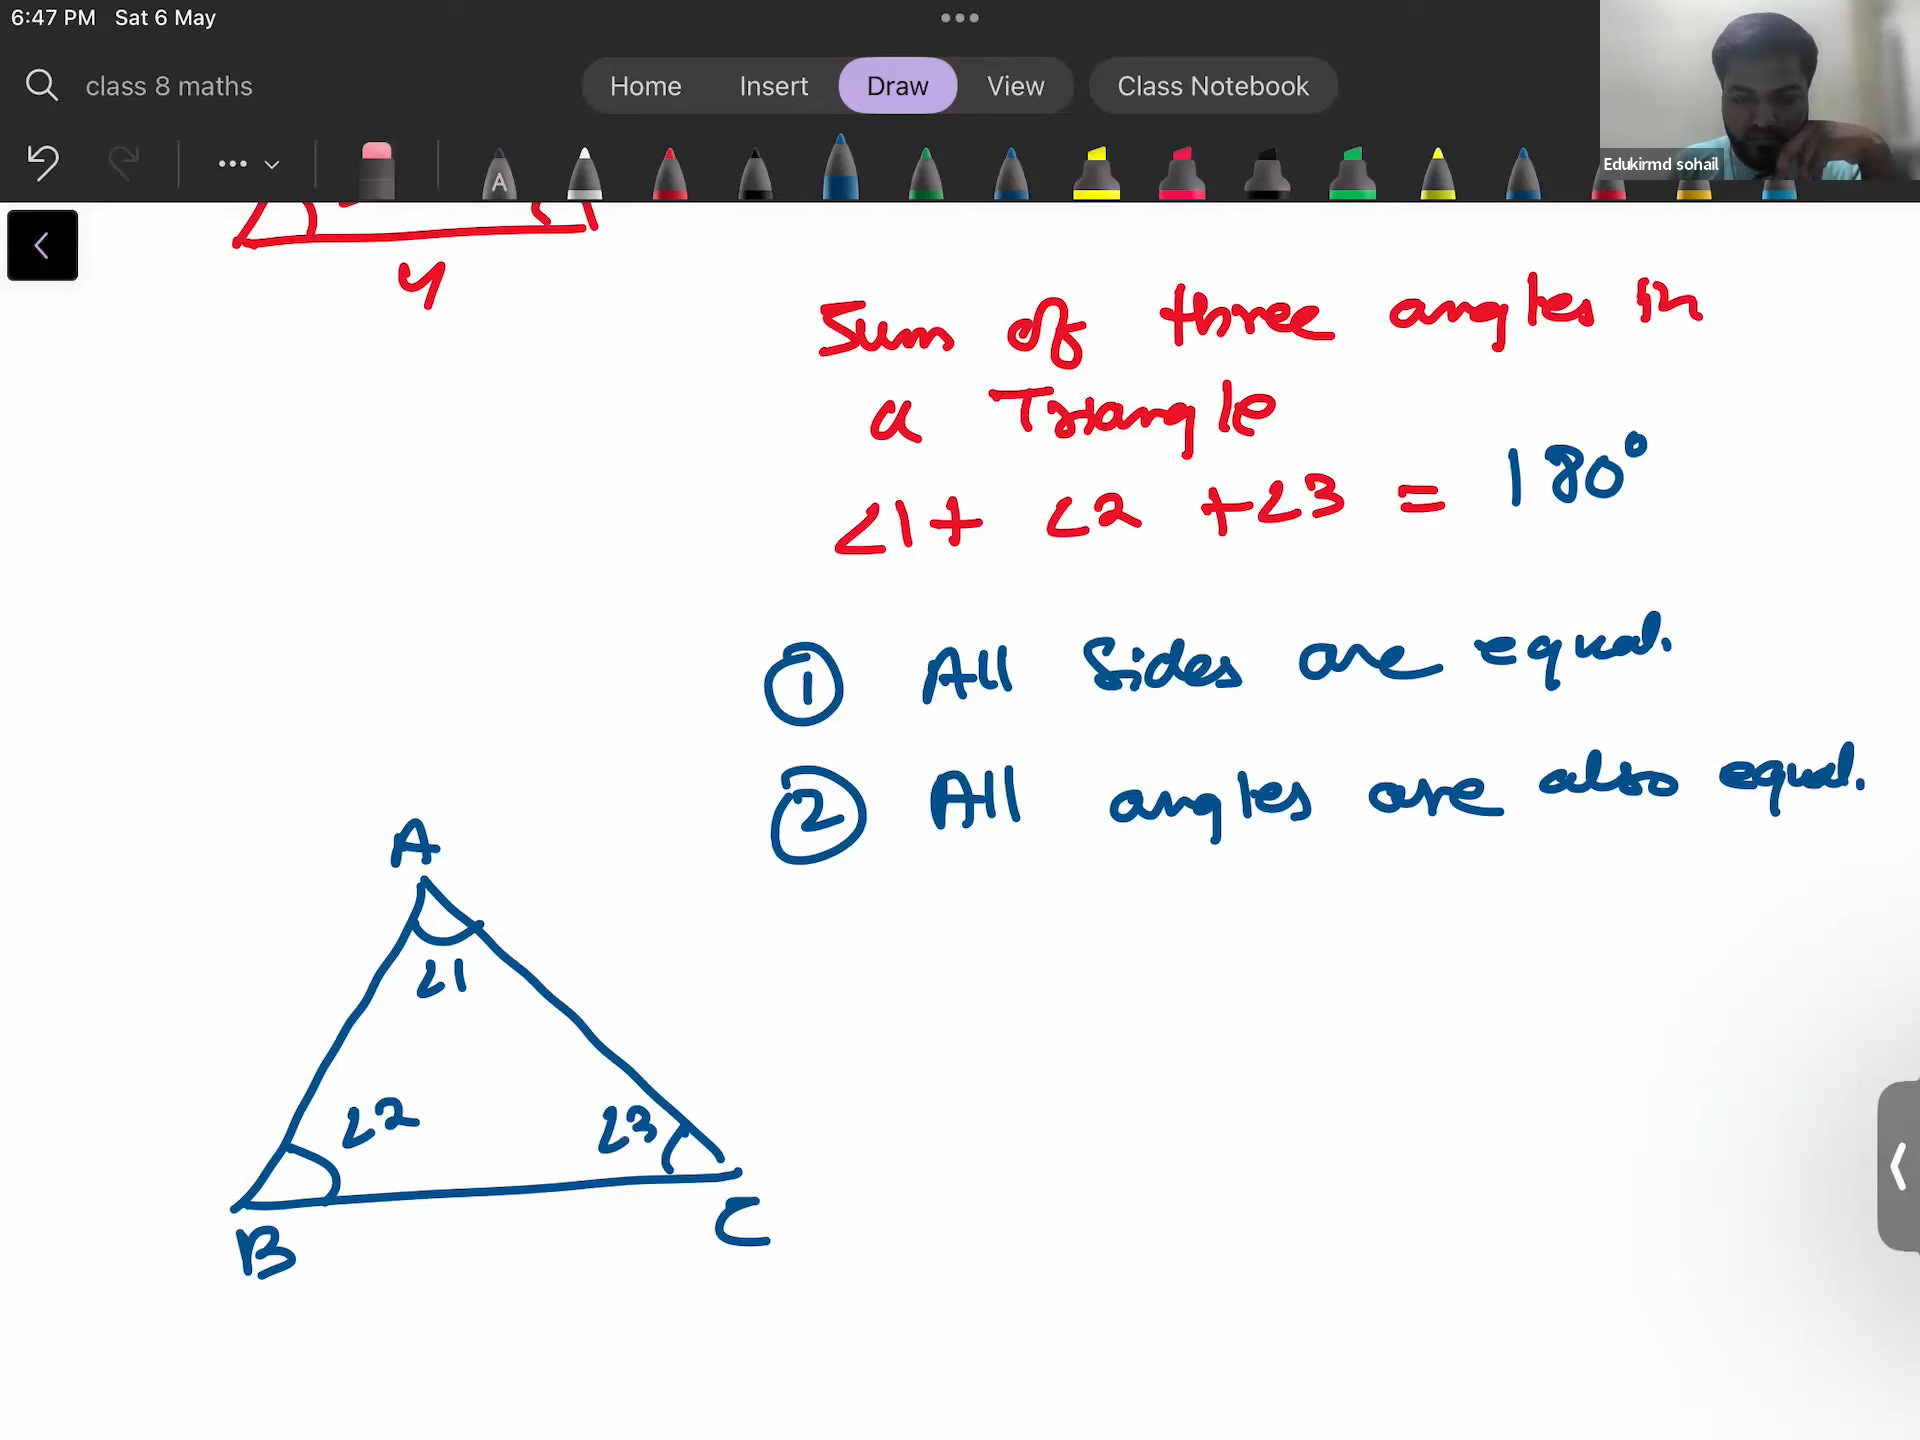 6:47 PM Sat 6 May
class 8 maths
Home Insert Draw View Class Notebook
A
Edukirmd sohail
4
Sum of three angles in
a Triangle
∠1+ ∠2 +∠3 = 180°
① All Sides are equal.
② All angles are also equal.
A
∠1
∠2
∠3
B
C